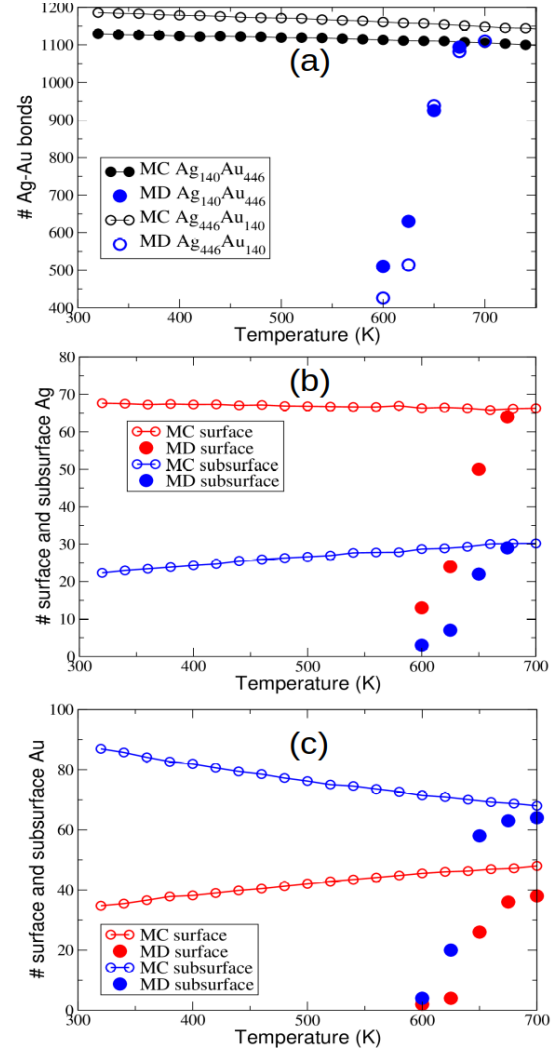 (a)
1200
1100
1000
900
800
700
600
500
400
# Ag-Au bonds
MC Ag140Au446
MD Ag140Au446
MC Ag446Au140
MD Ag446Au140
300 400 500 600 700
Temperature (K)
(b)
80
70
60
50
40
30
20
10
0
# surface and subsurface Ag
MC surface
MD surface
MC subsurface
MD subsurface
300 400 500 600 700
Temperature (K)
(c)
100
80
60
40
20
0
# surface and subsurface Au
MC surface
MD surface
MC subsurface
MD subsurface
300 400 500 600 700
Temperature (K)